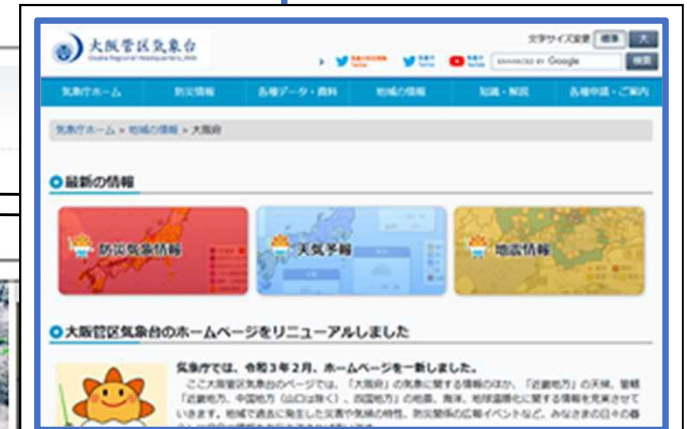 大阪管区気象台
Osaka Regional Headquarters, JMA
文字サイズ変更 標準 大
Google 検索
気象庁ホーム 防災情報 各種データ・資料 地域の情報 知識・解説 各種申請・ご案内
気象庁ホーム > 地域の情報 > 大阪府
最新の情報
防災気象情報
天気予報
地震情報
大阪管区気象台のホームページをリニューアルしました
気象庁では、令和3年2月、ホームページを一新しました。
ここ大阪管区気象台のページでは、「大阪府」の気象に関する情報のほか、「近畿地方」の天候、管轄
「近畿地方、中国地方（山口は除く）、四国地方」の地震、海洋、地球温暖化に関する情報を充実させて
いきます。地域で過去に発生した災害や気候の特性、防災関係の広報イベントなど、みなさまの日々の暮